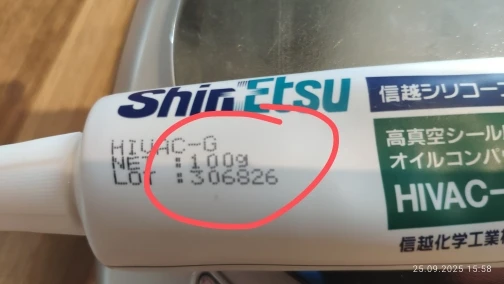 ShinEtsu
HIVAC-G
NET :100g
LOT :306826
信越シリコー
高真空シール
オイルコンパ
HIVAC-
信越化学工業
25.09.2025 15:58